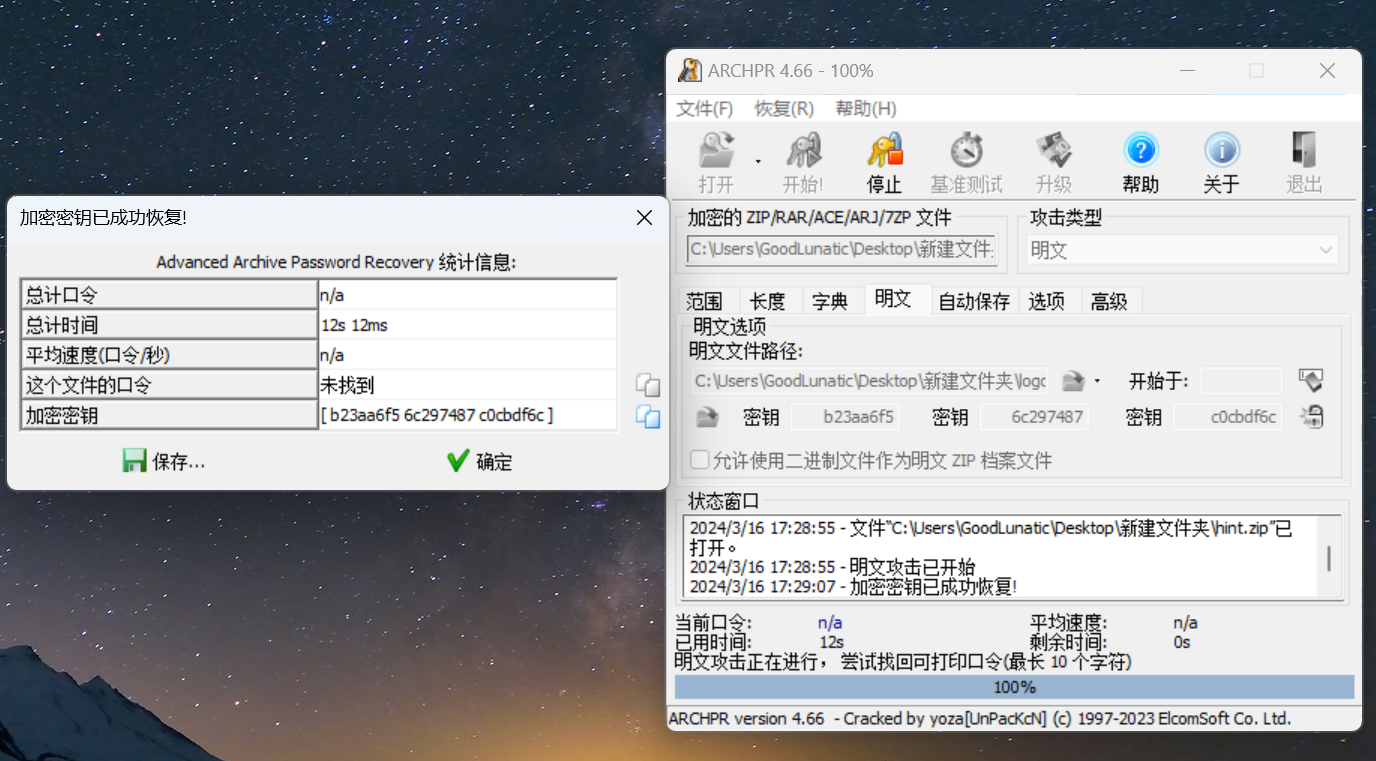 加密密钥已成功恢复!
Advanced Archive Password Recovery 统计信息:
总计口令 n/a
总计时间 12s 12ms
平均速度(口令/秒) n/a
这个文件的口令 未找到
加密密钥 [ b23aa6f5 6c297487 c0cbdf6c ]
保存... 确定
ARCHPR 4.66 - 100%
文件(F) 恢复(R) 帮助(H)
打开 开始! 停止 基准测试 升级 帮助 关于 退出
加密的 ZIP/RAR/ACE/ARJ/7ZP 文件 攻击类型
C:\Users\GoodLunatic\Desktop\新建文件 明文
范围 长度 字典 明文 自动保存 选项 高级
明文选项
明文文件路径:
C:\Users\GoodLunatic\Desktop\新建文件夹\logo 开始于:
密钥 b23aa6f5 密钥 6c297487 密钥 c0cbdf6c
允许使用二进制文件作为明文 ZIP 档案文件
状态窗口
2024/3/16 17:28:55 - 文件“C:\Users\GoodLunatic\Desktop\新建文件夹\hint.zip”已
打开。
2024/3/16 17:28:55 - 明文攻击已开始
2024/3/16 17:29:07 - 加密密钥已成功恢复!
当前口令: n/a 平均速度: n/a
已用时间: 12s 剩余时间: 0s
明文攻击正在进行，尝试找回可打印口令(最长 10 个字符)
100%
ARCHPR version 4.66 - Cracked by yoza[UnPacKcN] (c) 1997-2023 ElcomSoft Co. Ltd.